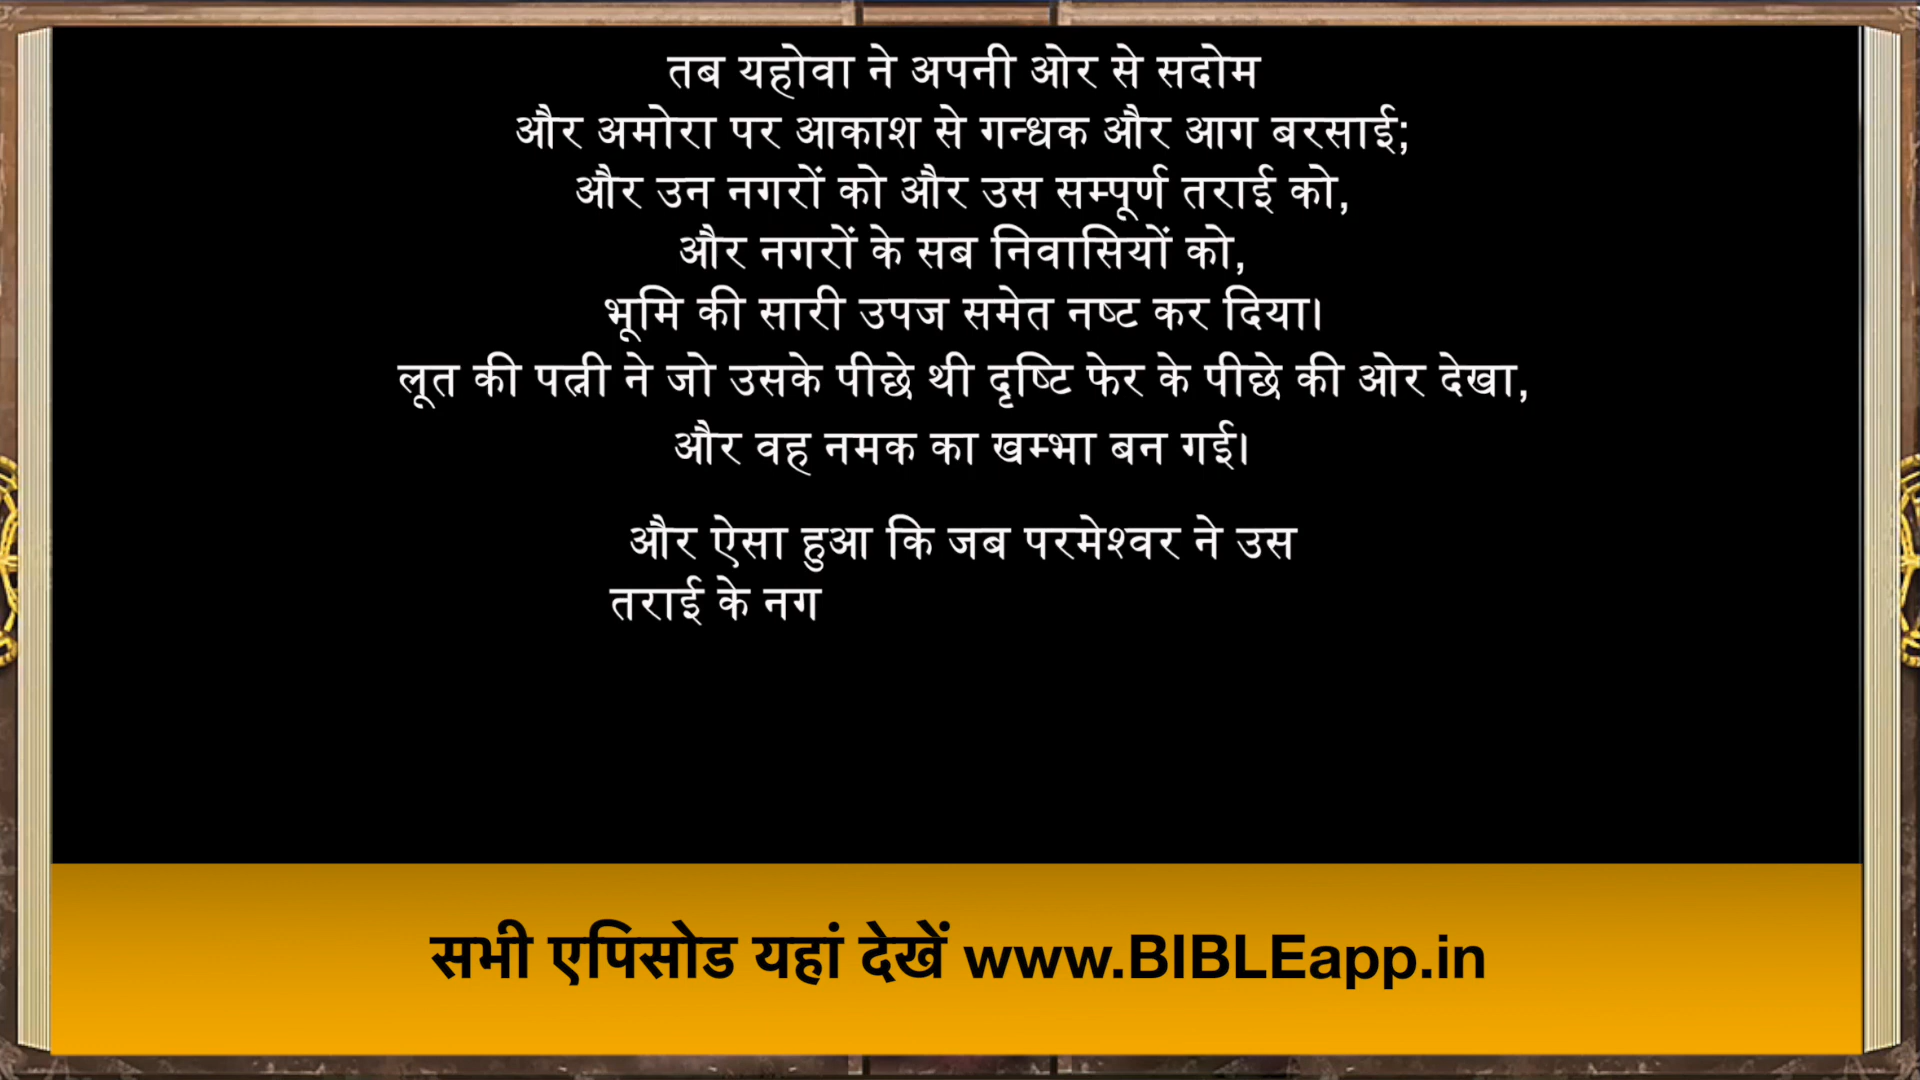 तब यहोवा ने अपनी ओर से सदोम
और अमोरा पर आकाश से गन्धक और आग बरसाई;
और उन नगरों को और उस सम्पूर्ण तराई को,
और नगरों के सब निवासियों को,
भूमि की सारी उपज समेत नष्ट कर दिया।
लूत की पत्नी ने जो उसके पीछे थी दृष्टि फेर के पीछे की ओर देखा,
और वह नमक का खम्भा बन गई।
और ऐसा हुआ कि जब परमेश्वर ने उस
तराई के नग
सभी एपिसोड यहां देखें www.BIBLEapp.in